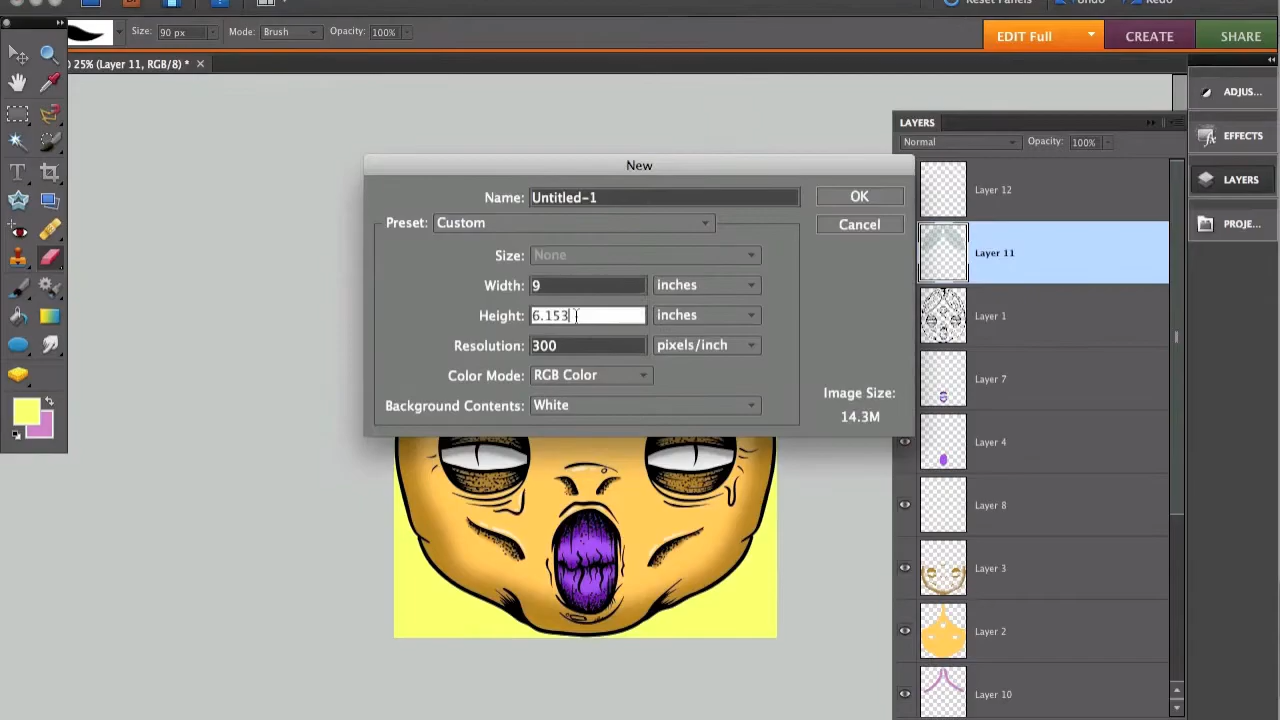 Reset Panels Undo Redo
Size: 90 px Mode: Brush Opacity: 100%
EDIT Full CREATE SHARE
25% (Layer 11, RGB/8) * ×
ADJUS...
EFFECTS
LAYERS
PROJE...
LAYERS
Normal Opacity: 100%
Layer 12
Layer 11
Layer 1
Layer 7
Layer 4
Layer 8
Layer 3
Layer 2
Layer 10
New
Name: Untitled-1
OK
Preset: Custom
Cancel
Size: None
Width: 9 inches
Height: 6.153 inches
Resolution: 300 pixels/inch
Color Mode: RGB Color
Background Contents: White
Image Size:
14.3M